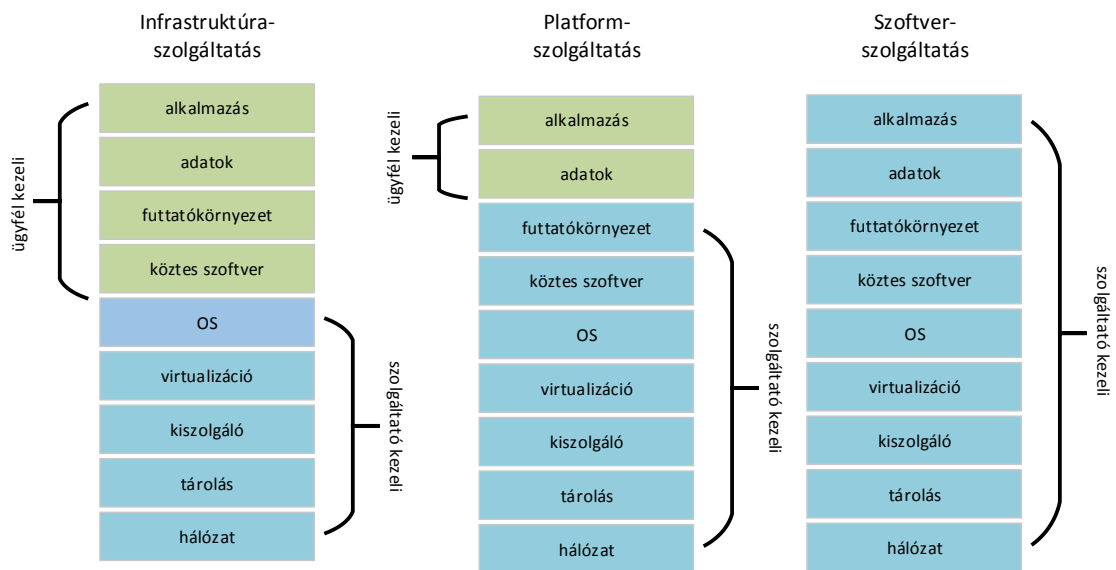 Infrastruktúra-
szolgáltatás
ügyfél kezeli
alkalmazás
adatok
futtatókörnyezet
köztes szoftver
OS
virtualizáció
kiszolgáló
tárolás
hálózat
szolgáltató kezeli
Platform-
szolgáltatás
ügyfél kezeli
alkalmazás
adatok
futtatókörnyezet
köztes szoftver
OS
virtualizáció
kiszolgáló
tárolás
hálózat
szolgáltató kezeli
Szoftver-
szolgáltatás
alkalmazás
adatok
futtatókörnyezet
köztes szoftver
OS
virtualizáció
kiszolgáló
tárolás
hálózat
szolgáltató kezeli